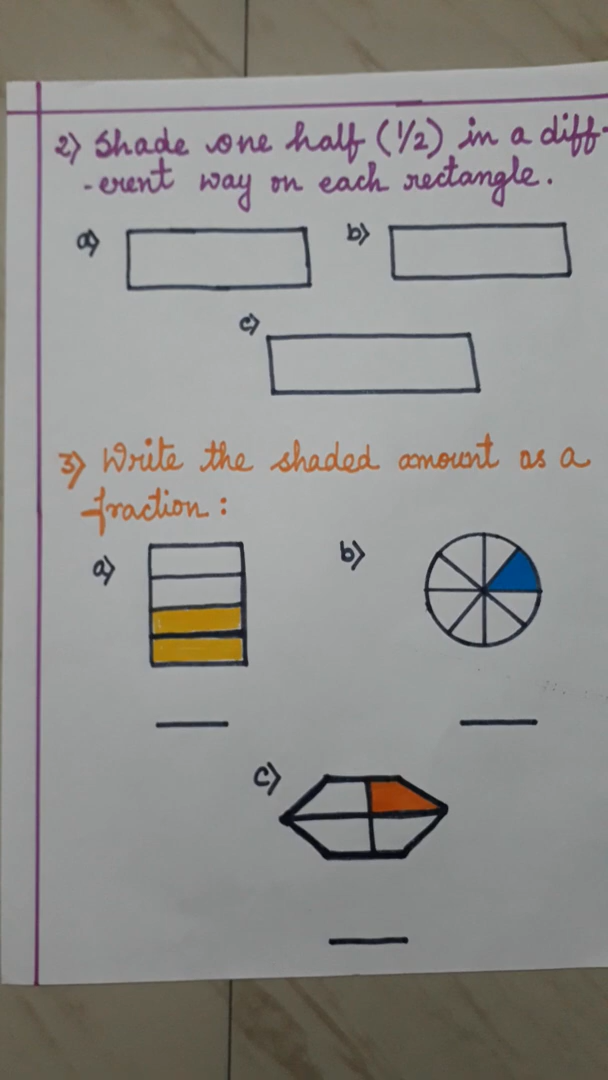 2) Shade one half (1/2) in a diff-
-erent way on each rectangle.
a) b)
c)
3) Write the shaded amount as a
fraction :
a) b)
c)